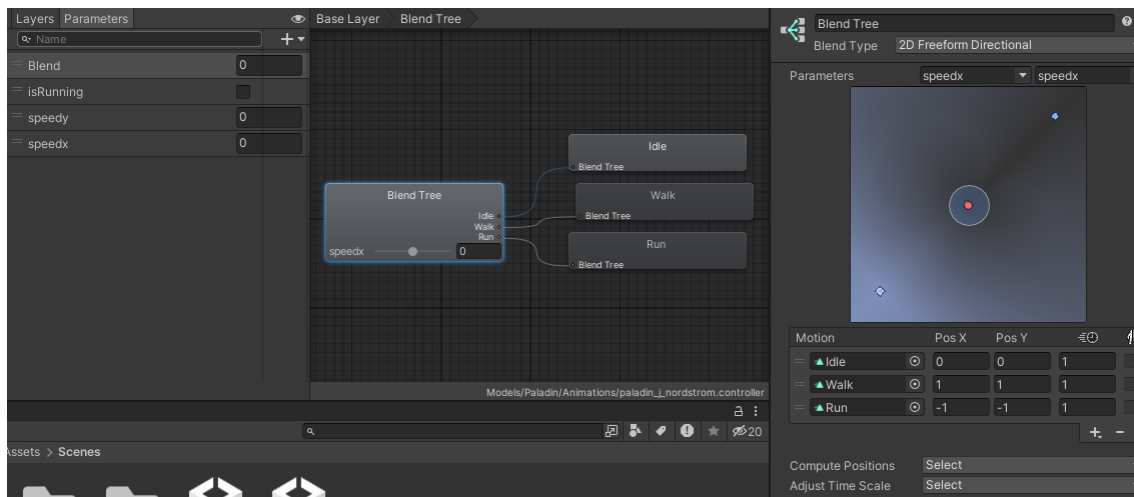 Layers Parameters
Name
Blend 0
isRunning
speedy 0
speedx 0
Base Layer Blend Tree
Blend Tree
Idle
Walk
Run
speedx 0
Idle
Blend Tree
Walk
Blend Tree
Run
Blend Tree
Models/Paladin/Animations/paladin_j_nordstrom.controller
20
Assets > Scenes
Blend Tree
Blend Type 2D Freeform Directional
Parameters speedx speedx
Motion Pos X Pos Y
Idle 0 0 1
Walk 1 1 1
Run -1 -1 1
Compute Positions Select
Adjust Time Scale Select